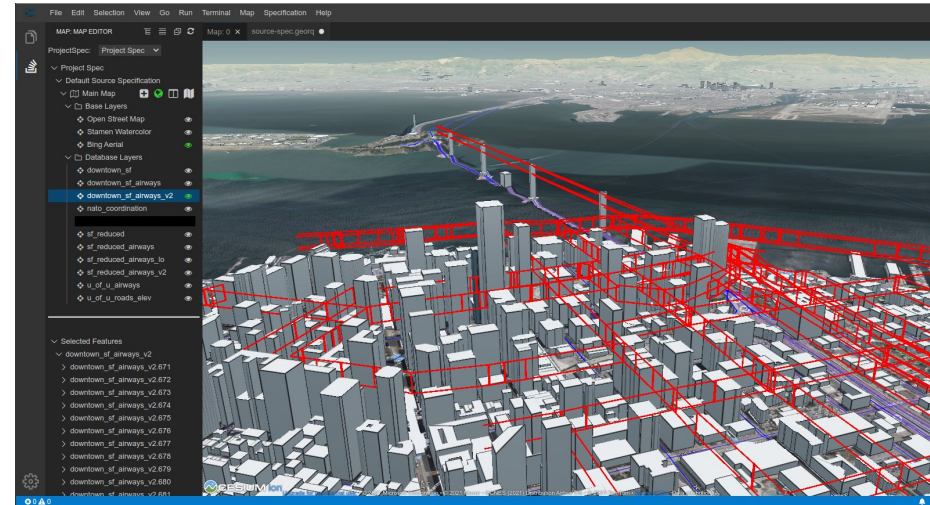 File Edit Selection View Go Run Terminal Map Specification Help
MAP: MAP EDITOR
Map: 0 × source-spec.georq
ProjectSpec: Project Spec
Project Spec
Default Source Specification
Main Map
Base Layers
Open Street Map
Stamen Watercolor
Bing Aerial
Database Layers
downtown_sf
downtown_sf_airways
downtown_sf_airways_v2
nato_coordination
sf_reduced
sf_reduced_airways
sf_reduced_airways_lo
sf_reduced_airways_v2
u_of_u_airways
u_of_u_roads_elev
Selected Features
downtown_sf_airways_v2
downtown_sf_airways_v2.671
downtown_sf_airways_v2.672
downtown_sf_airways_v2.673
downtown_sf_airways_v2.674
downtown_sf_airways_v2.675
downtown_sf_airways_v2.676
downtown_sf_airways_v2.677
downtown_sf_airways_v2.678
downtown_sf_airways_v2.679
downtown_sf_airways_v2.680
downtown_sf_airways_v2.681
CESIUM ion
0 0